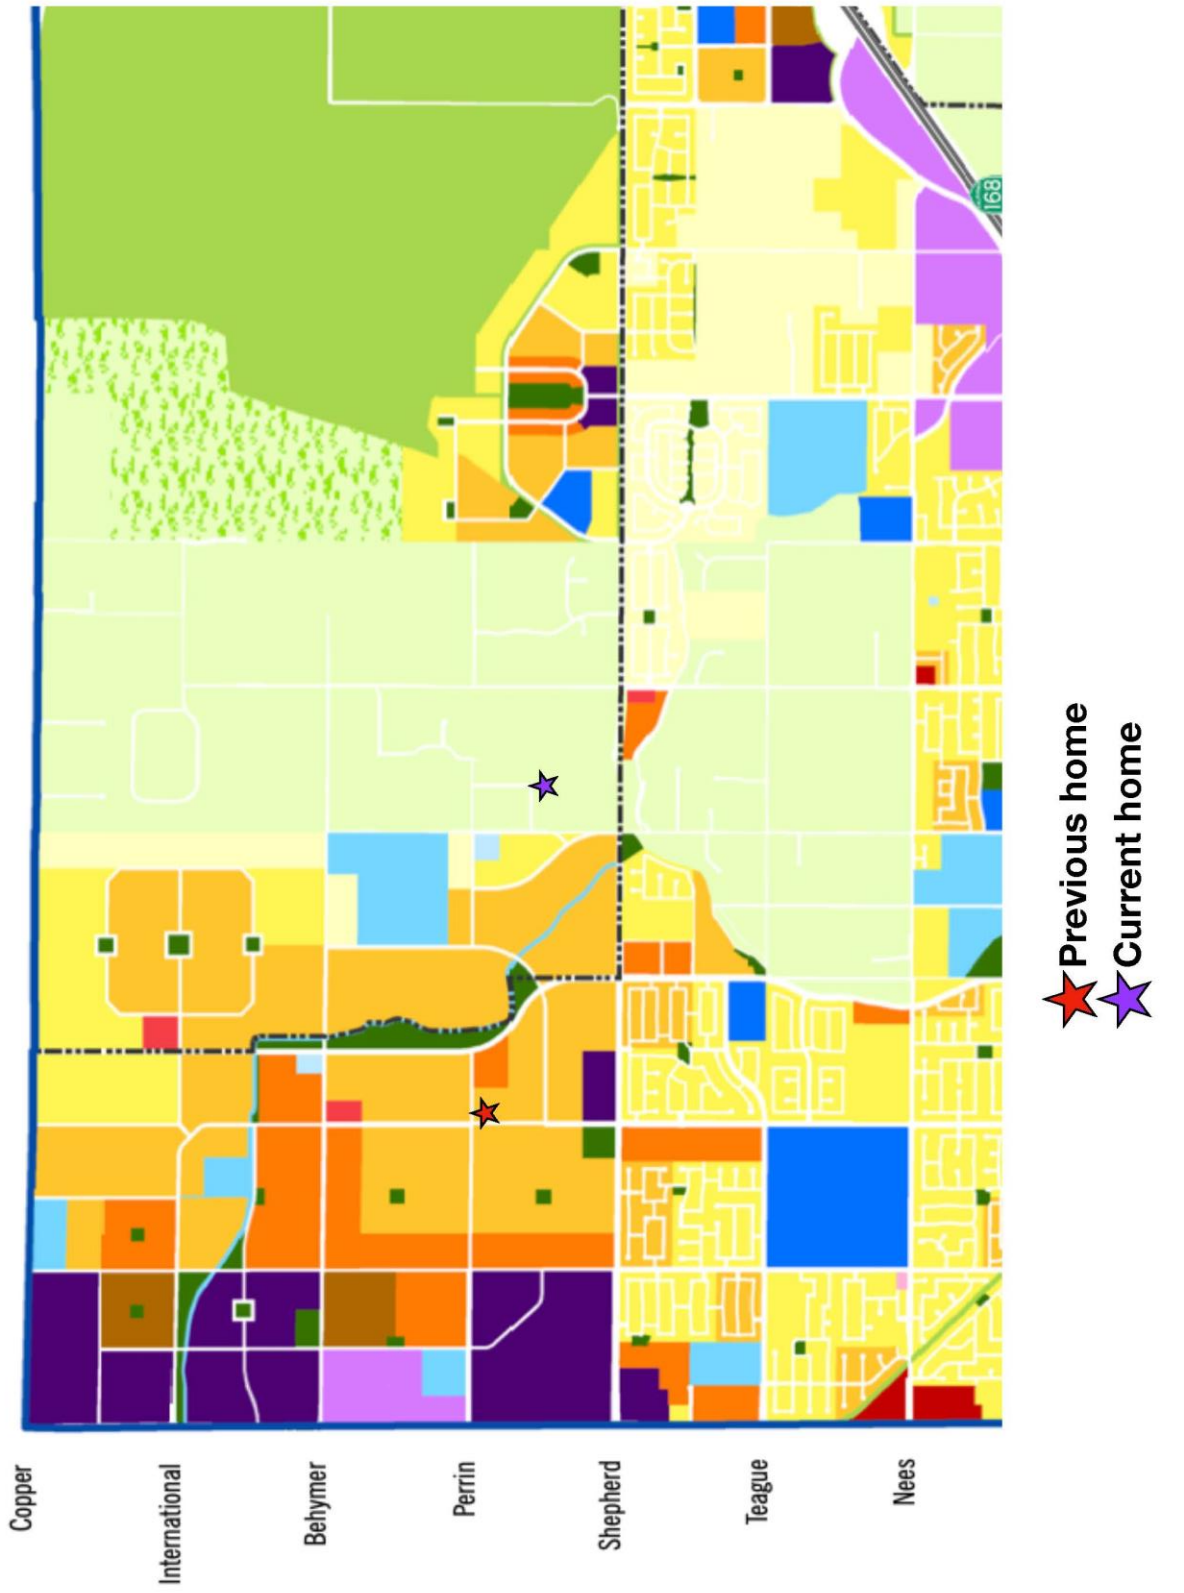 Copper
International
Behymer
Perrin
Shepherd
Teague
Nees
168
Previous home
Current home